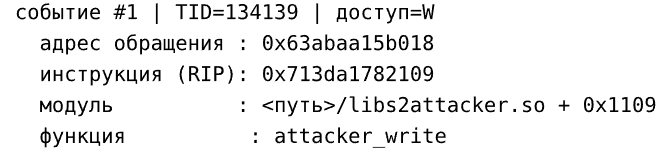 событие #1 | TID=134139 | доступ=W
адрес обращения : 0x63abaa15b018
инструкция (RIP): 0x713da1782109
модуль          : <путь>/libs2attacker.so + 0x1109
функция          : attacker_write